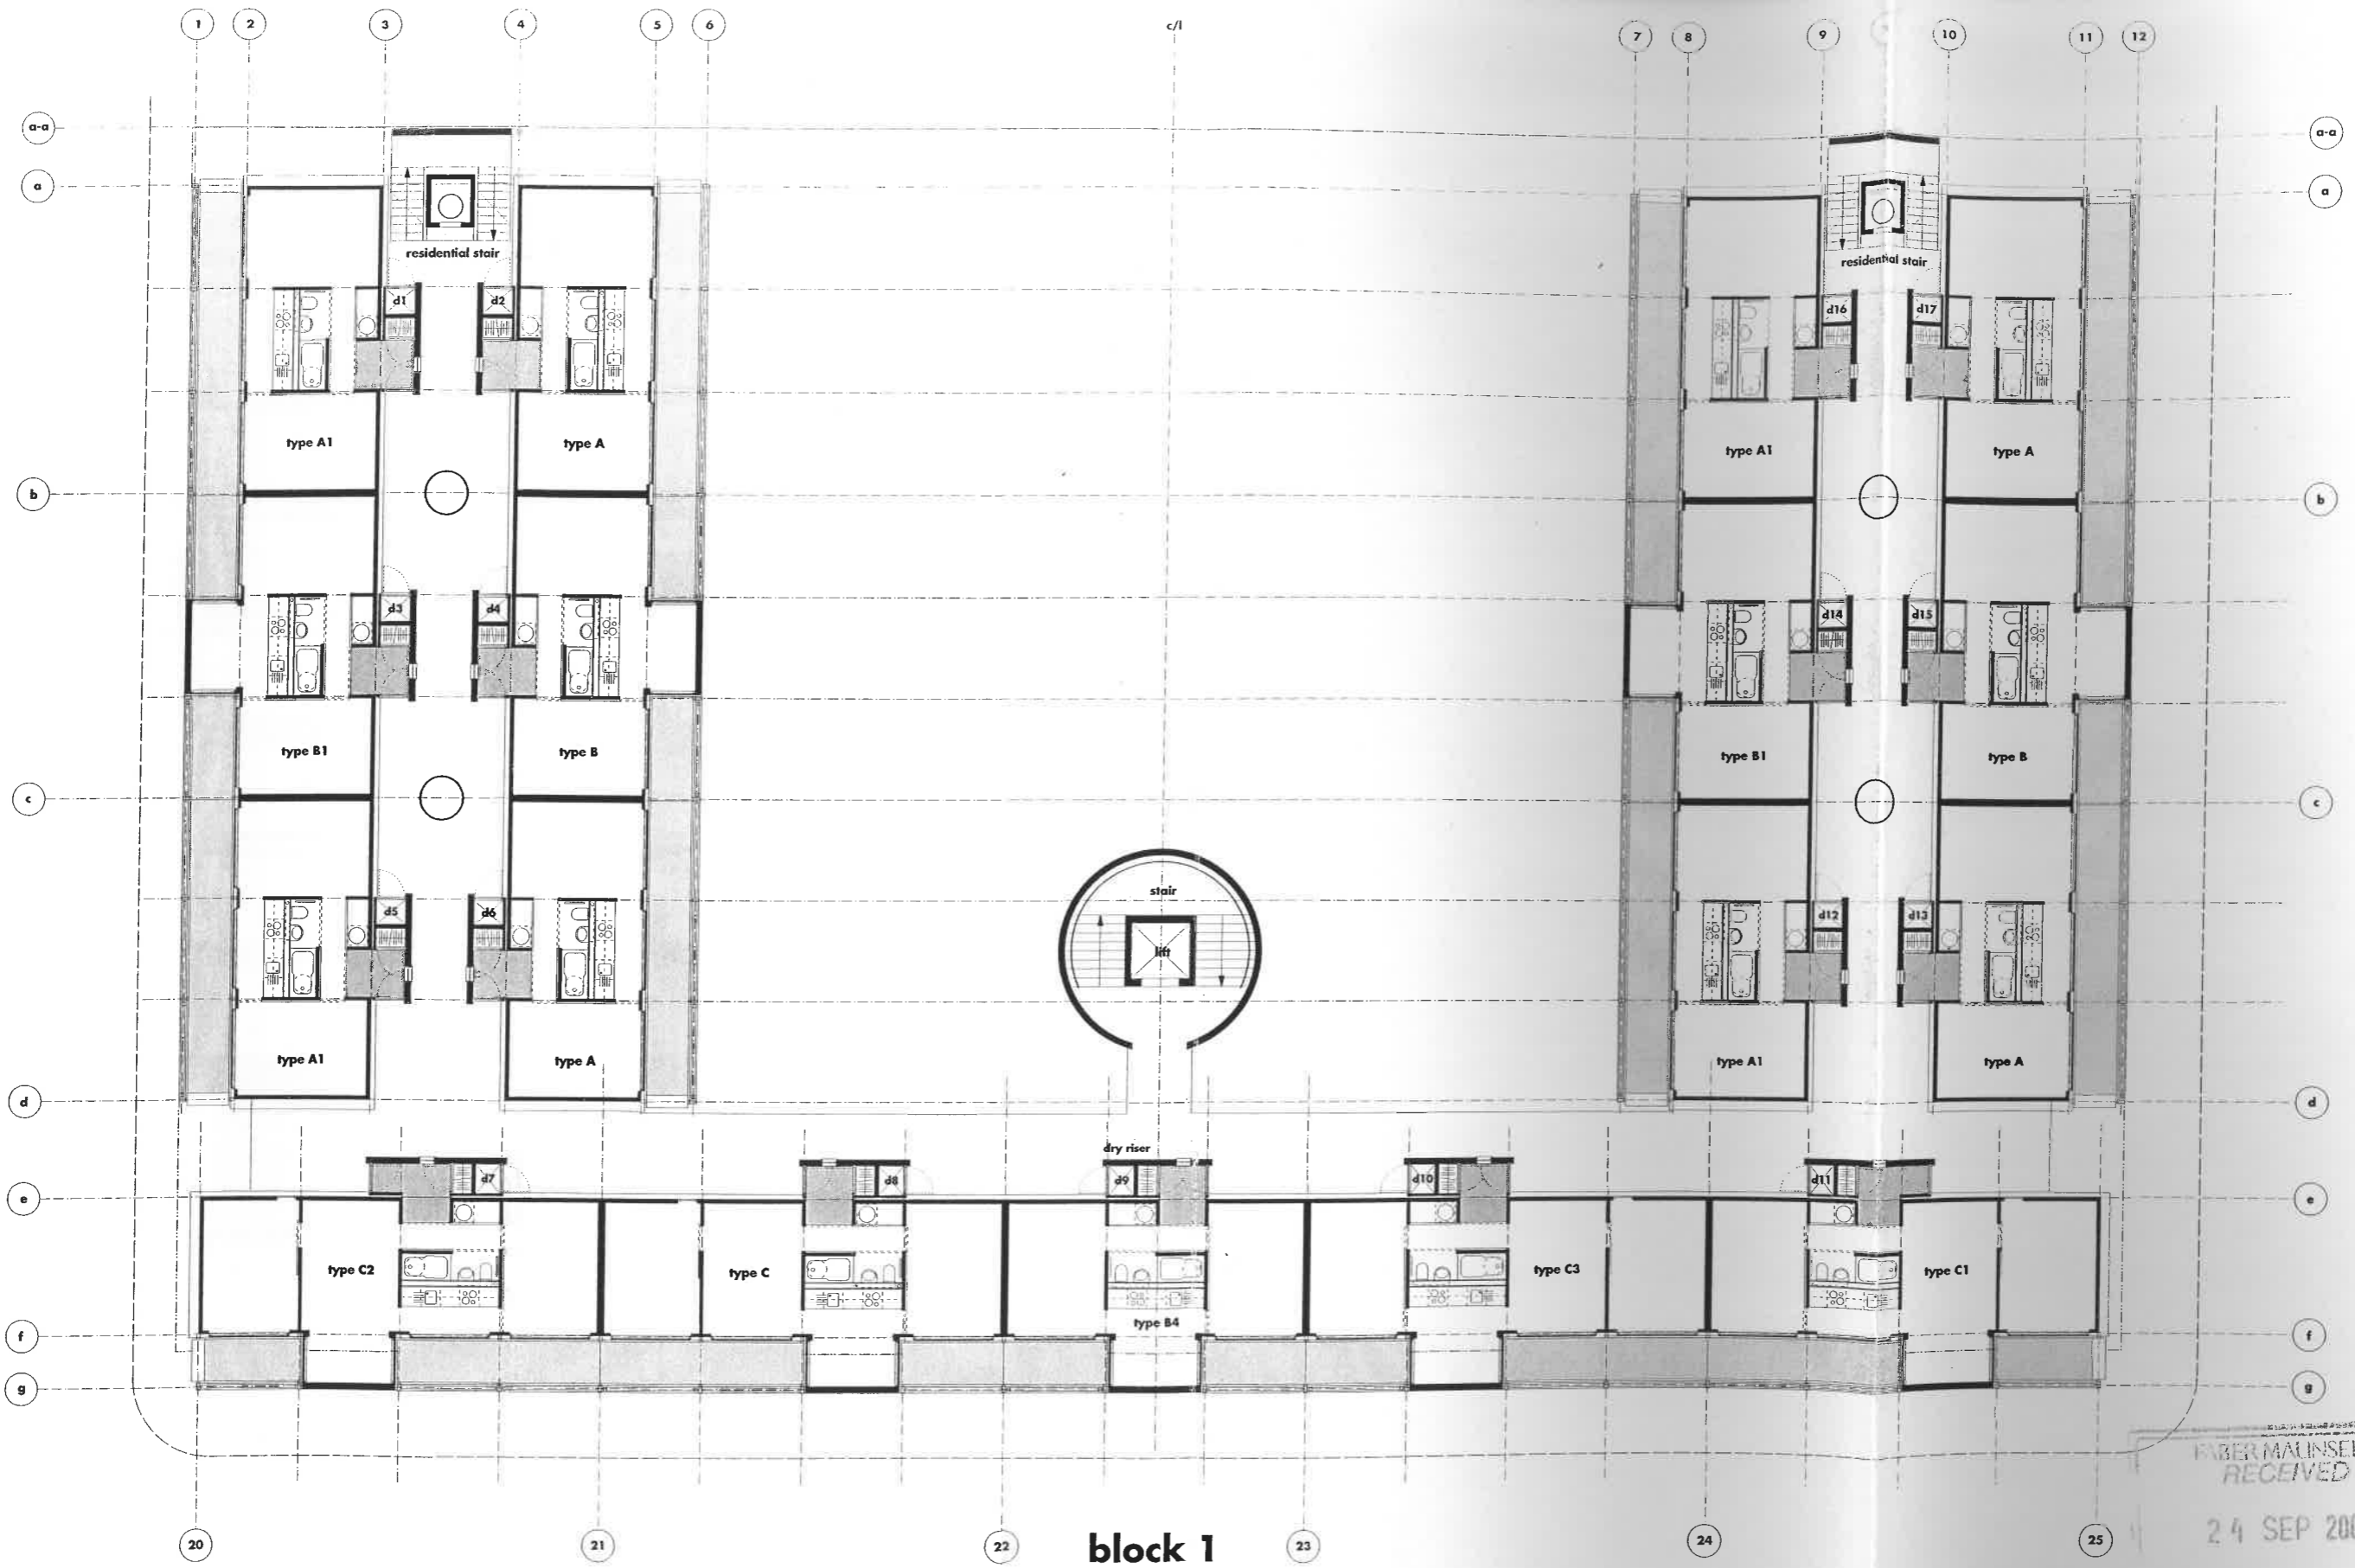 1 2 3 4 5 6 c/l 7 8 9 10 11 12
a-a a-a
a a
residential stair residential stair
d1 d2 d16 d17
type A1 type A type A1 type A
b b
d3 d4 d14 d15
type B1 type B type B1 type B
c c
stair
d5 d6 d12 d13
lift
type A1 type A type A1 type A
d d
dry riser
d7 d8 d9 d10 d11
e e
type C2 type C type C3 type C1
type B4
f f
g g
RECEIVED
24 SEP
20 21 22 23 24 25
block 1